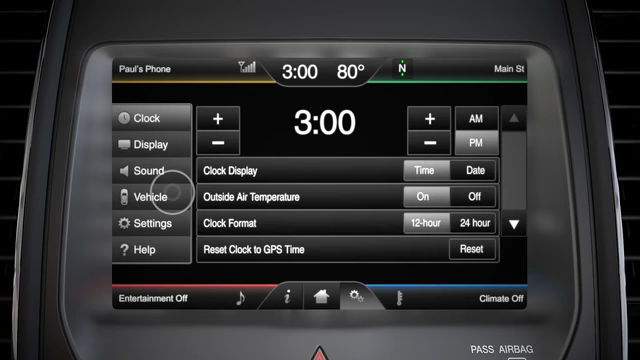 Paul's Phone 3:00 80° N Main St
Clock + 3:00 + AM
Display − − PM
Sound Clock Display Time Date
Vehicle Outside Air Temperature On Off
Settings Clock Format 12-hour 24 hour
? Help Reset Clock to GPS Time Reset
Entertainment Off i Climate Off
PASS AIRBAG